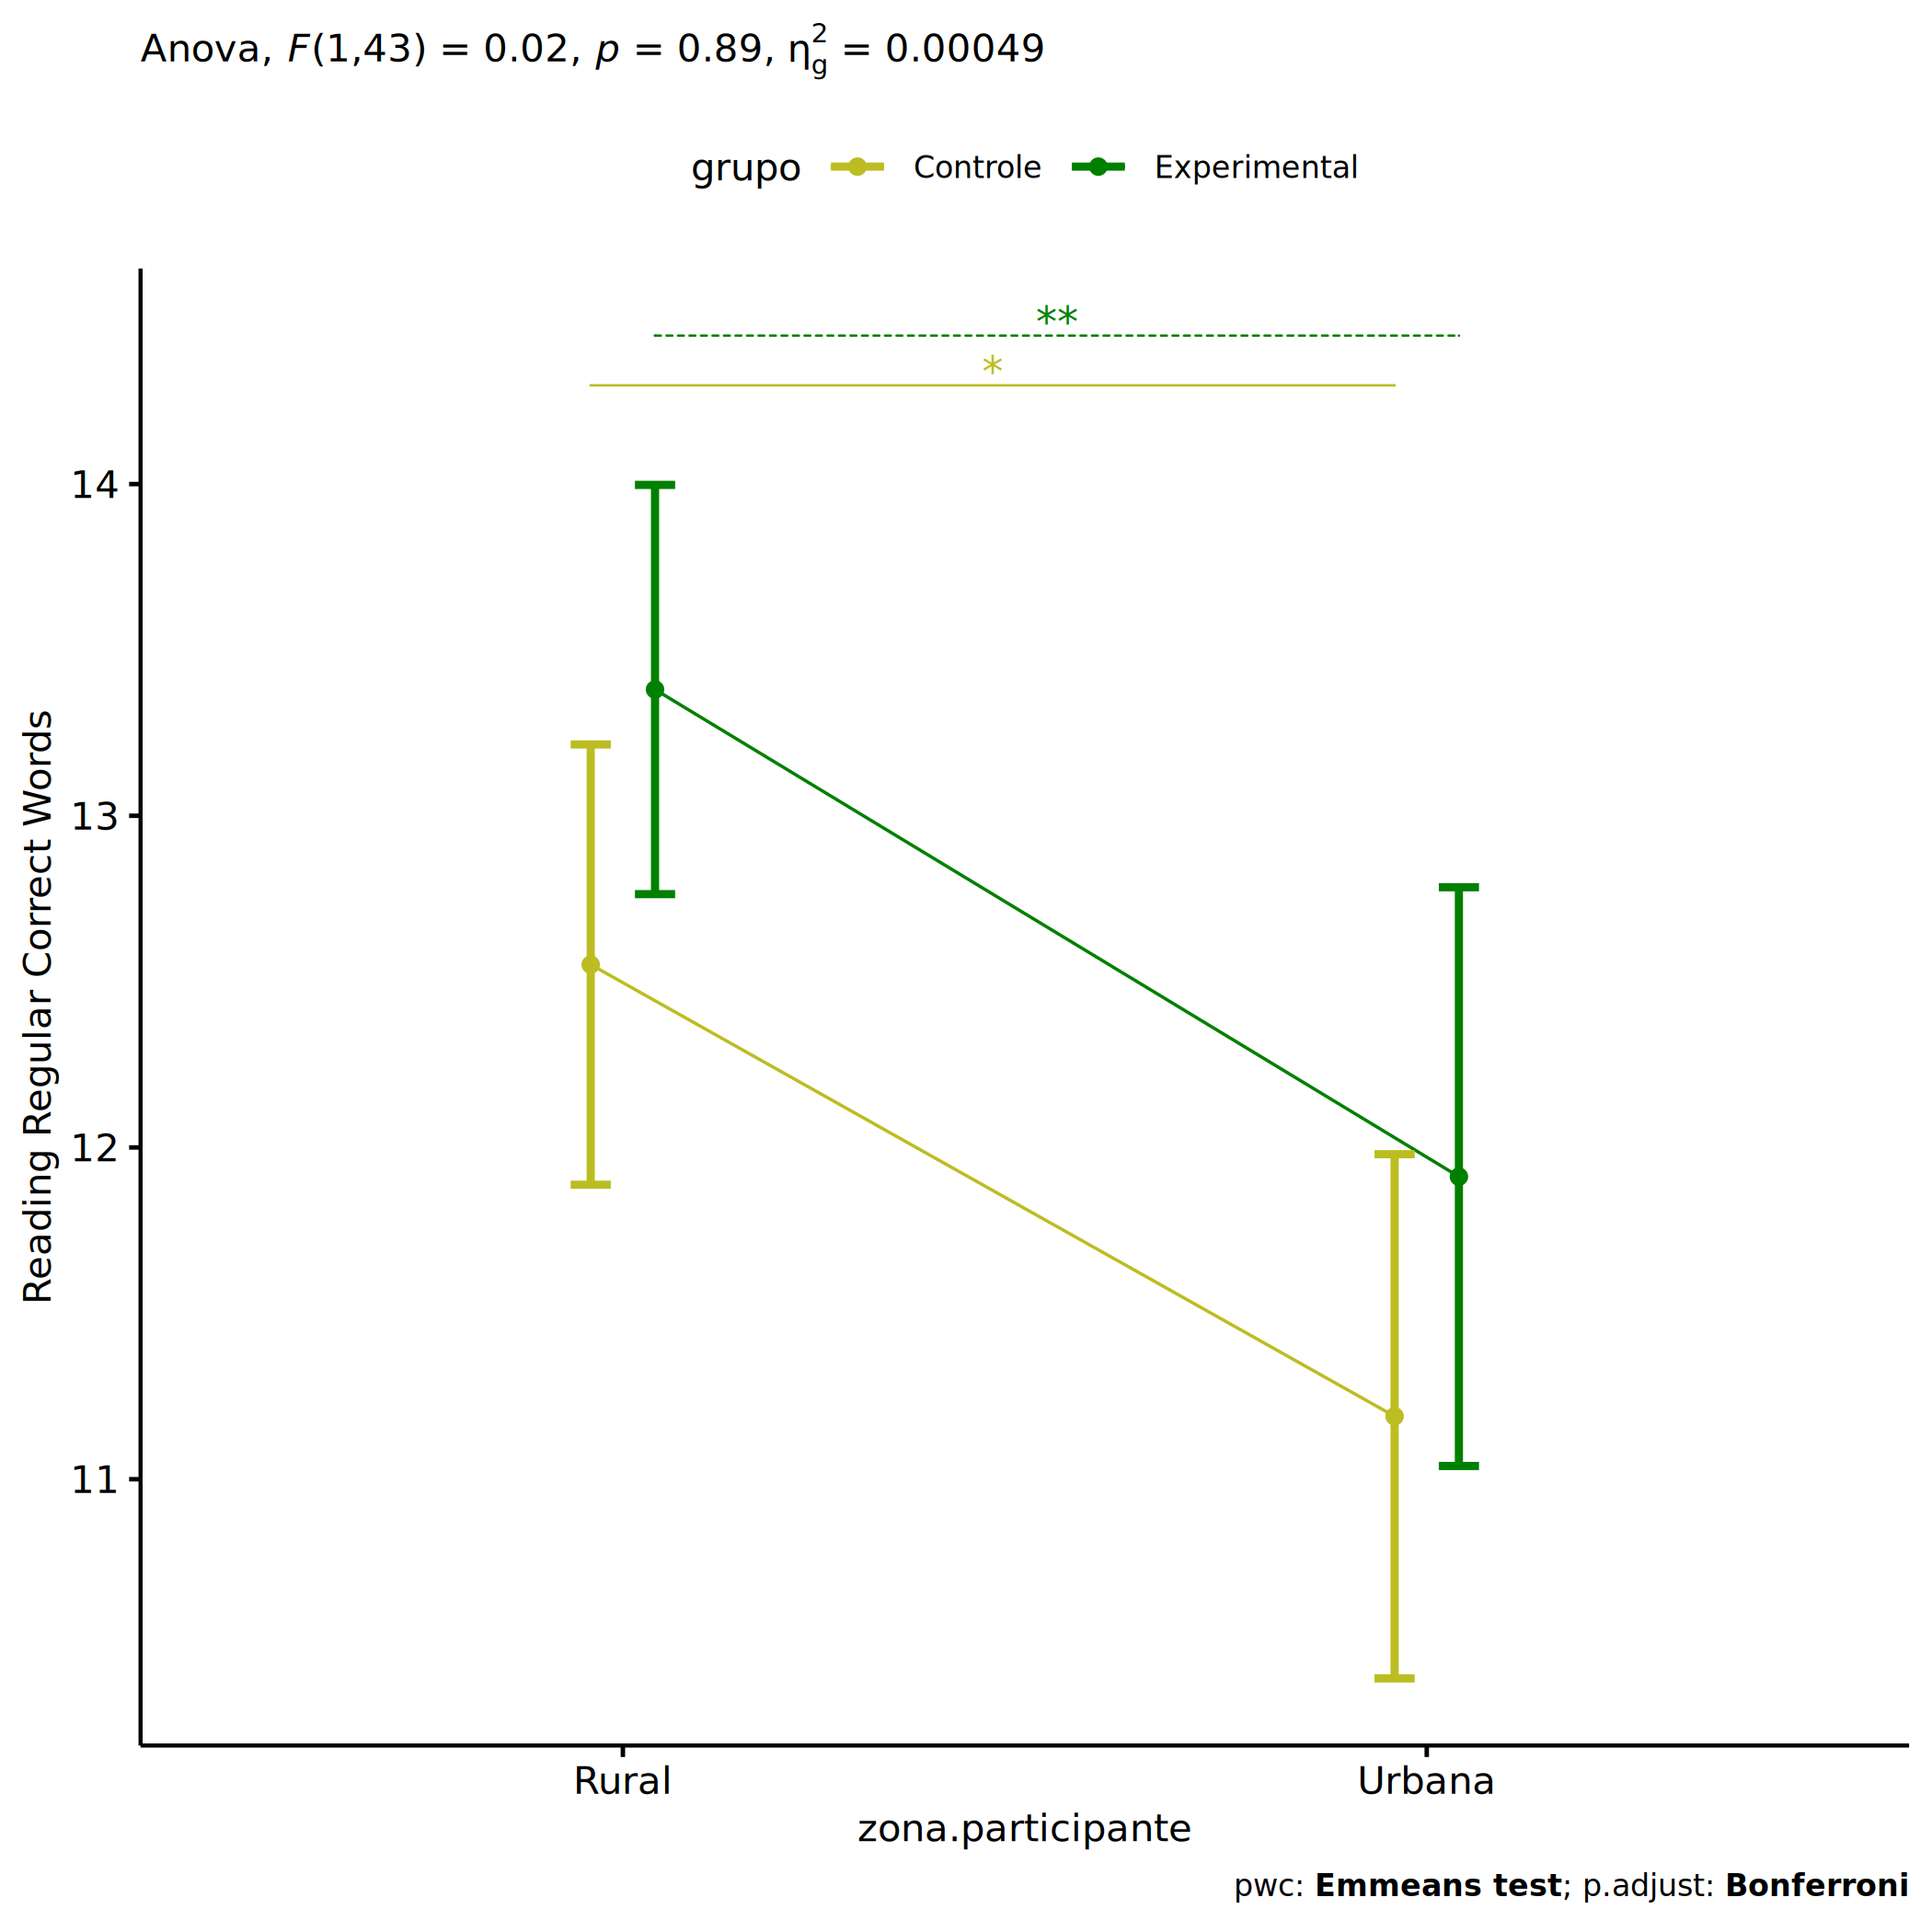 Anova, F(1,43) = 0.02, p = 0.89, η²g = 0.00049
grupo Controle Experimental
**
*
14
13
12
11
Reading Regular Correct Words
Rural Urbana
zona.participante
pwc: Emmeans test; p.adjust: Bonferroni